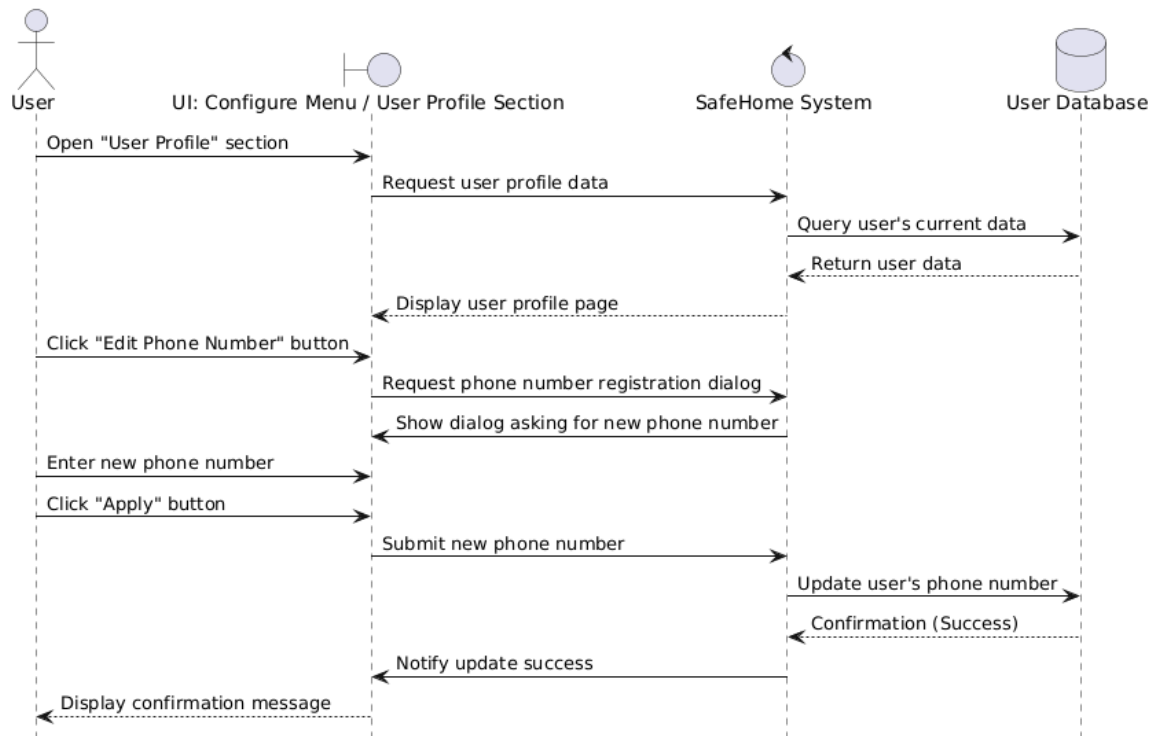 User
UI: Configure Menu / User Profile Section
SafeHome System
User Database
Open "User Profile" section
Request user profile data
Query user's current data
Return user data
Display user profile page
Click "Edit Phone Number" button
Request phone number registration dialog
Show dialog asking for new phone number
Enter new phone number
Click "Apply" button
Submit new phone number
Update user's phone number
Confirmation (Success)
Notify update success
Display confirmation message